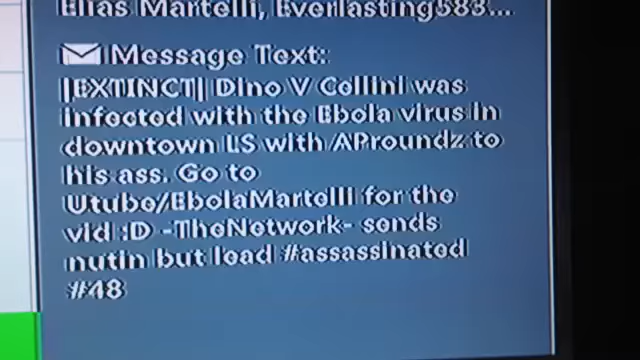 Elias Martelli, Everlasting583...
Message Text:
|EXTINCT| Dino V Cellini was
infected with the Ebola virus in
downtown LS with AProundz to
his ass. Go to
Utube/EbolaMartelli for the
vid :D -TheNetwork- sends
nutin but lead #assassinated
#48